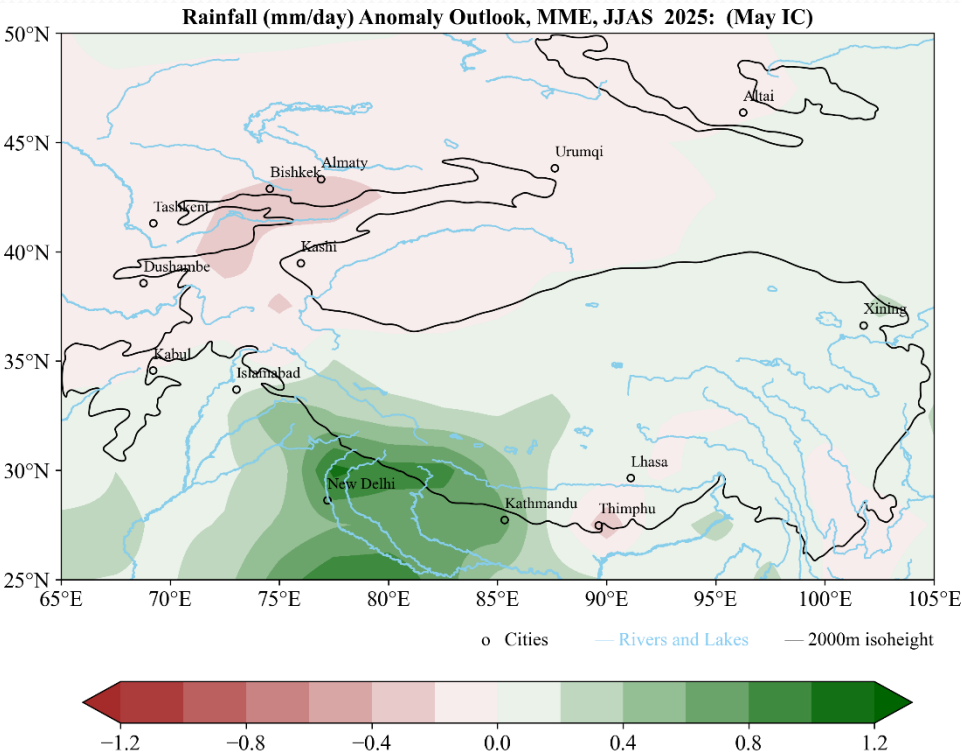 Rainfall (mm/day) Anomaly Outlook, MME, JJAS 2025: (May IC)
50°N
Altai
45°N
Urumqi
Almaty
Bishkek
Tashkent
40°N
Kashi
Dushambe
Xining
35°N
Kabul
Islamabad
30°N
Lhasa
New Delhi
Kathmandu
Thimphu
25°N
65°E 70°E 75°E 80°E 85°E 90°E 95°E 100°E 105°E
Cities Rivers and Lakes 2000m isoheight
−1.2 −0.8 −0.4 0.0 0.4 0.8 1.2